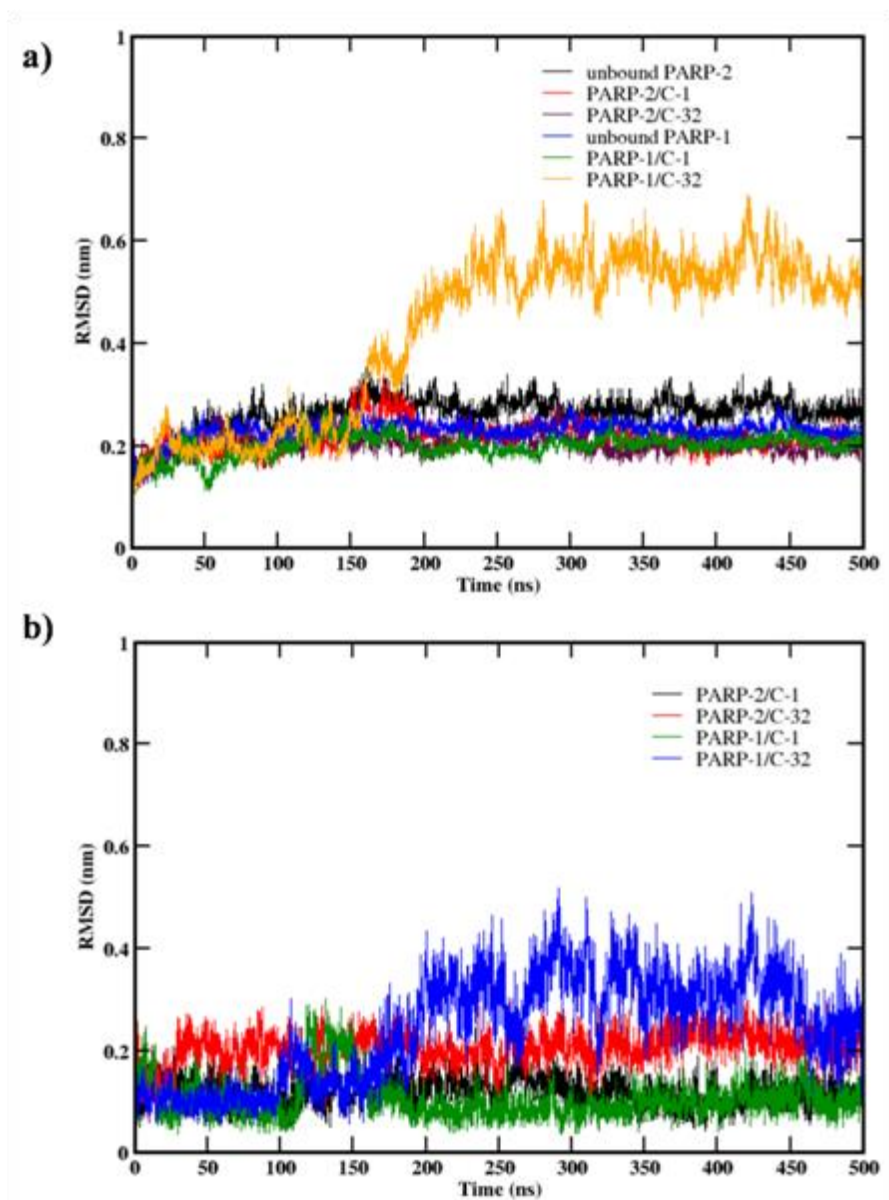 a)
1
0.8
0.6
0.4
0.2
0
RMSD (nm)
unbound PARP-2
PARP-2/C-1
PARP-2/C-32
unbound PARP-1
PARP-1/C-1
PARP-1/C-32
0 50 100 150 200 250 300 350 400 450 500
Time (ns)
b)
1
0.8
0.6
0.4
0.2
0
RMSD (nm)
PARP-2/C-1
PARP-2/C-32
PARP-1/C-1
PARP-1/C-32
0 50 100 150 200 250 300 350 400 450 500
Time (ns)